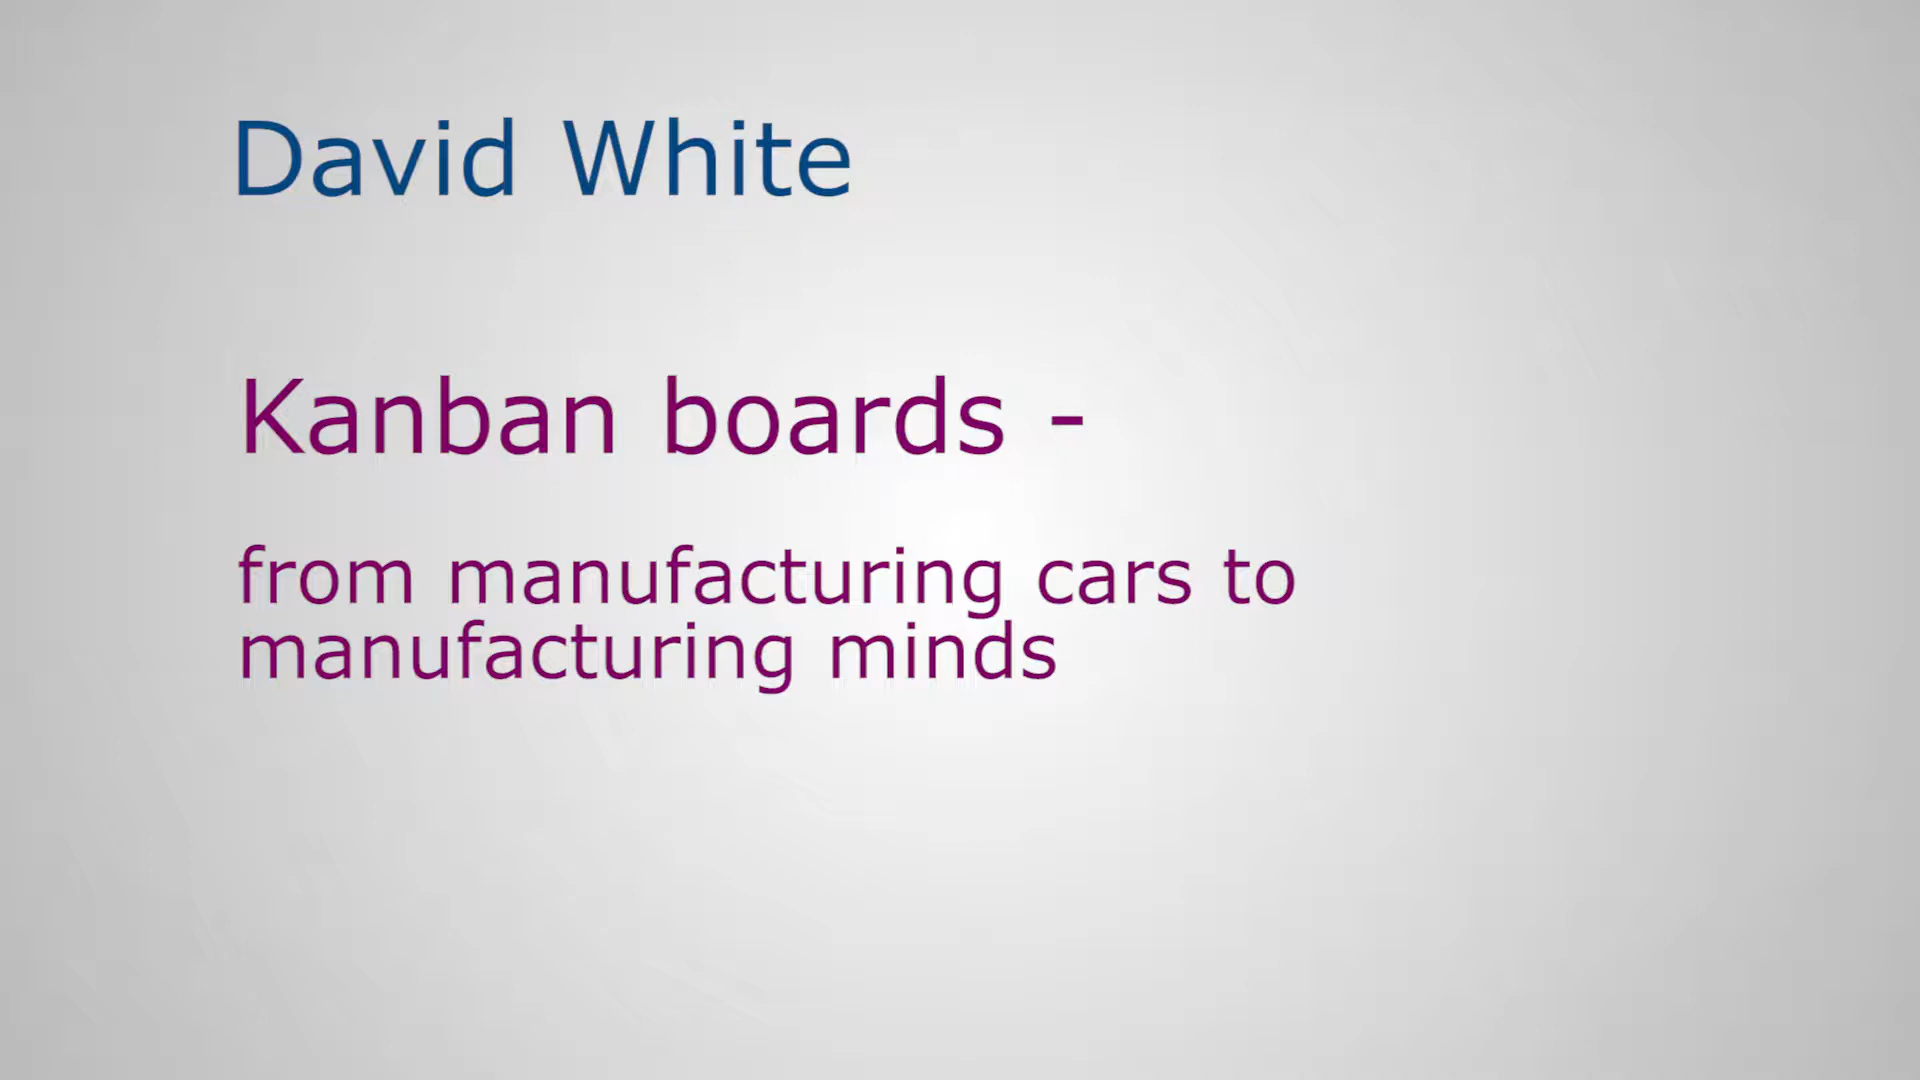 David White
Kanban boards -
from manufacturing cars to
manufacturing minds